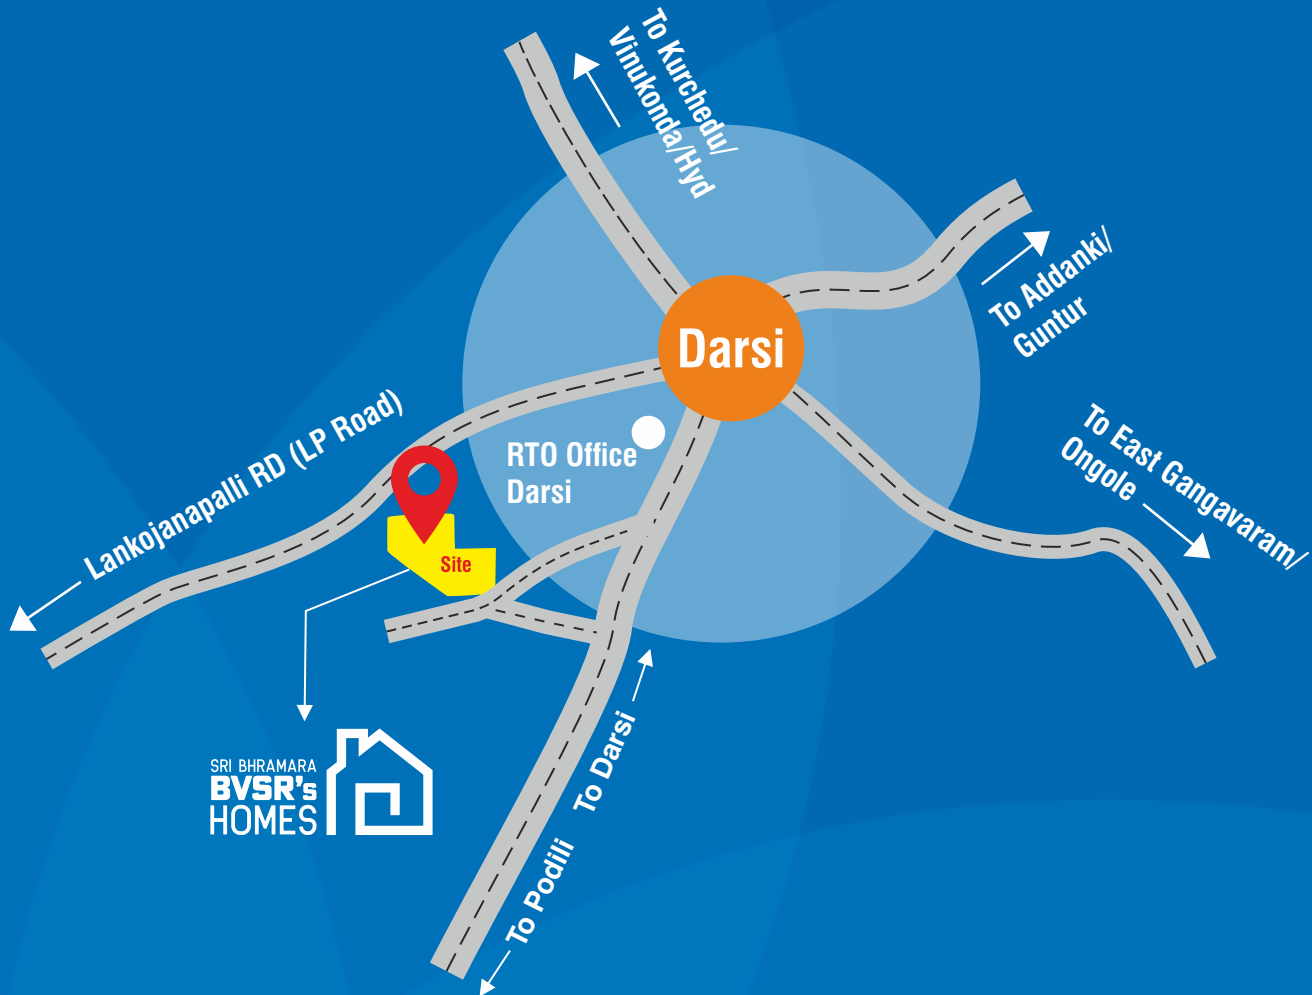 To Kurchedu/
Vinukonda/Hyd
To Addanki/
Guntur
Darsi
Lankojanapalli RD (LP Road)
RTO Office
Darsi
To East Gangavaram/
Ongole
Site
SRI BHRAMARA
BVSR's
HOMES
To Darsi
To Podili